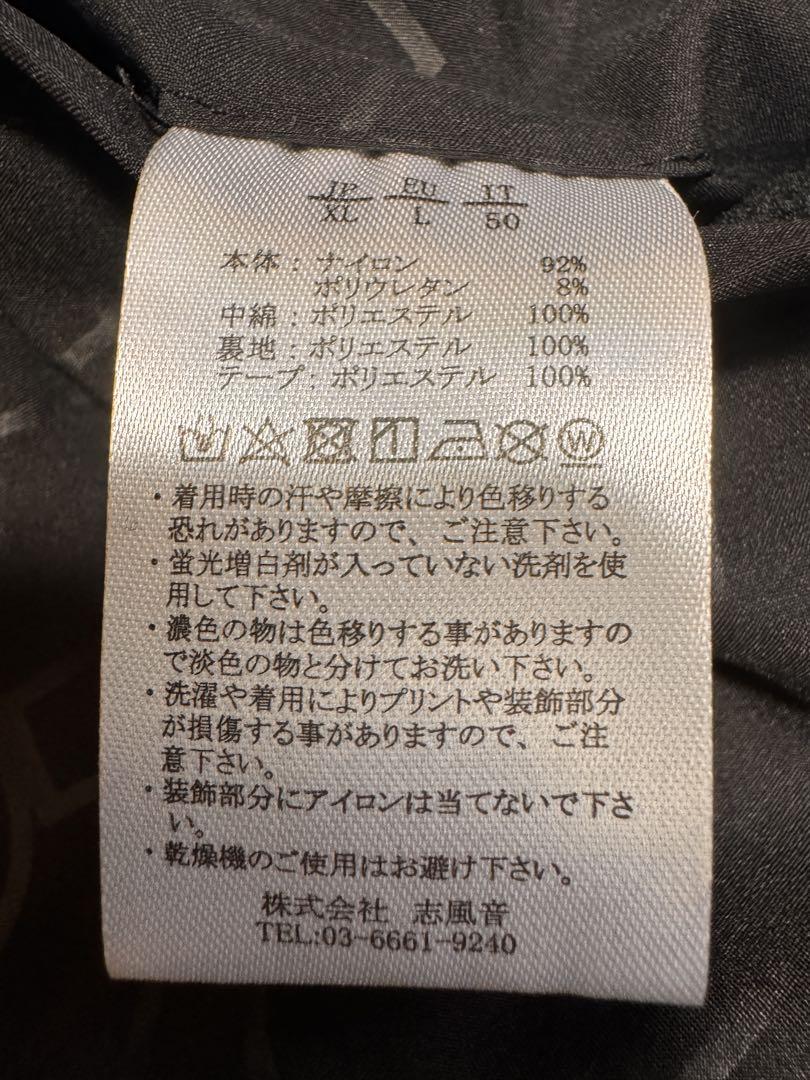 JP EU IT
XL L 50
本体：ナイロン 92%
ポリウレタン 8%
中綿：ポリエステル 100%
裏地：ポリエステル 100%
テープ：ポリエステル 100%
W
・着用時の汗や摩擦により色移りする
恐れがありますので、ご注意下さい。
・蛍光増白剤が入っていない洗剤を使
用して下さい。
・濃色の物は色移りする事がありますの
で淡色の物と分けてお洗い下さい。
・洗濯や着用によりプリントや装飾部分
が損傷する事がありますので、ご注
意下さい。
・装飾部分にアイロンは当てないで下さ
い。
・乾燥機のご使用はお避け下さい。
株式会社 志風音
TEL:03-6661-9240